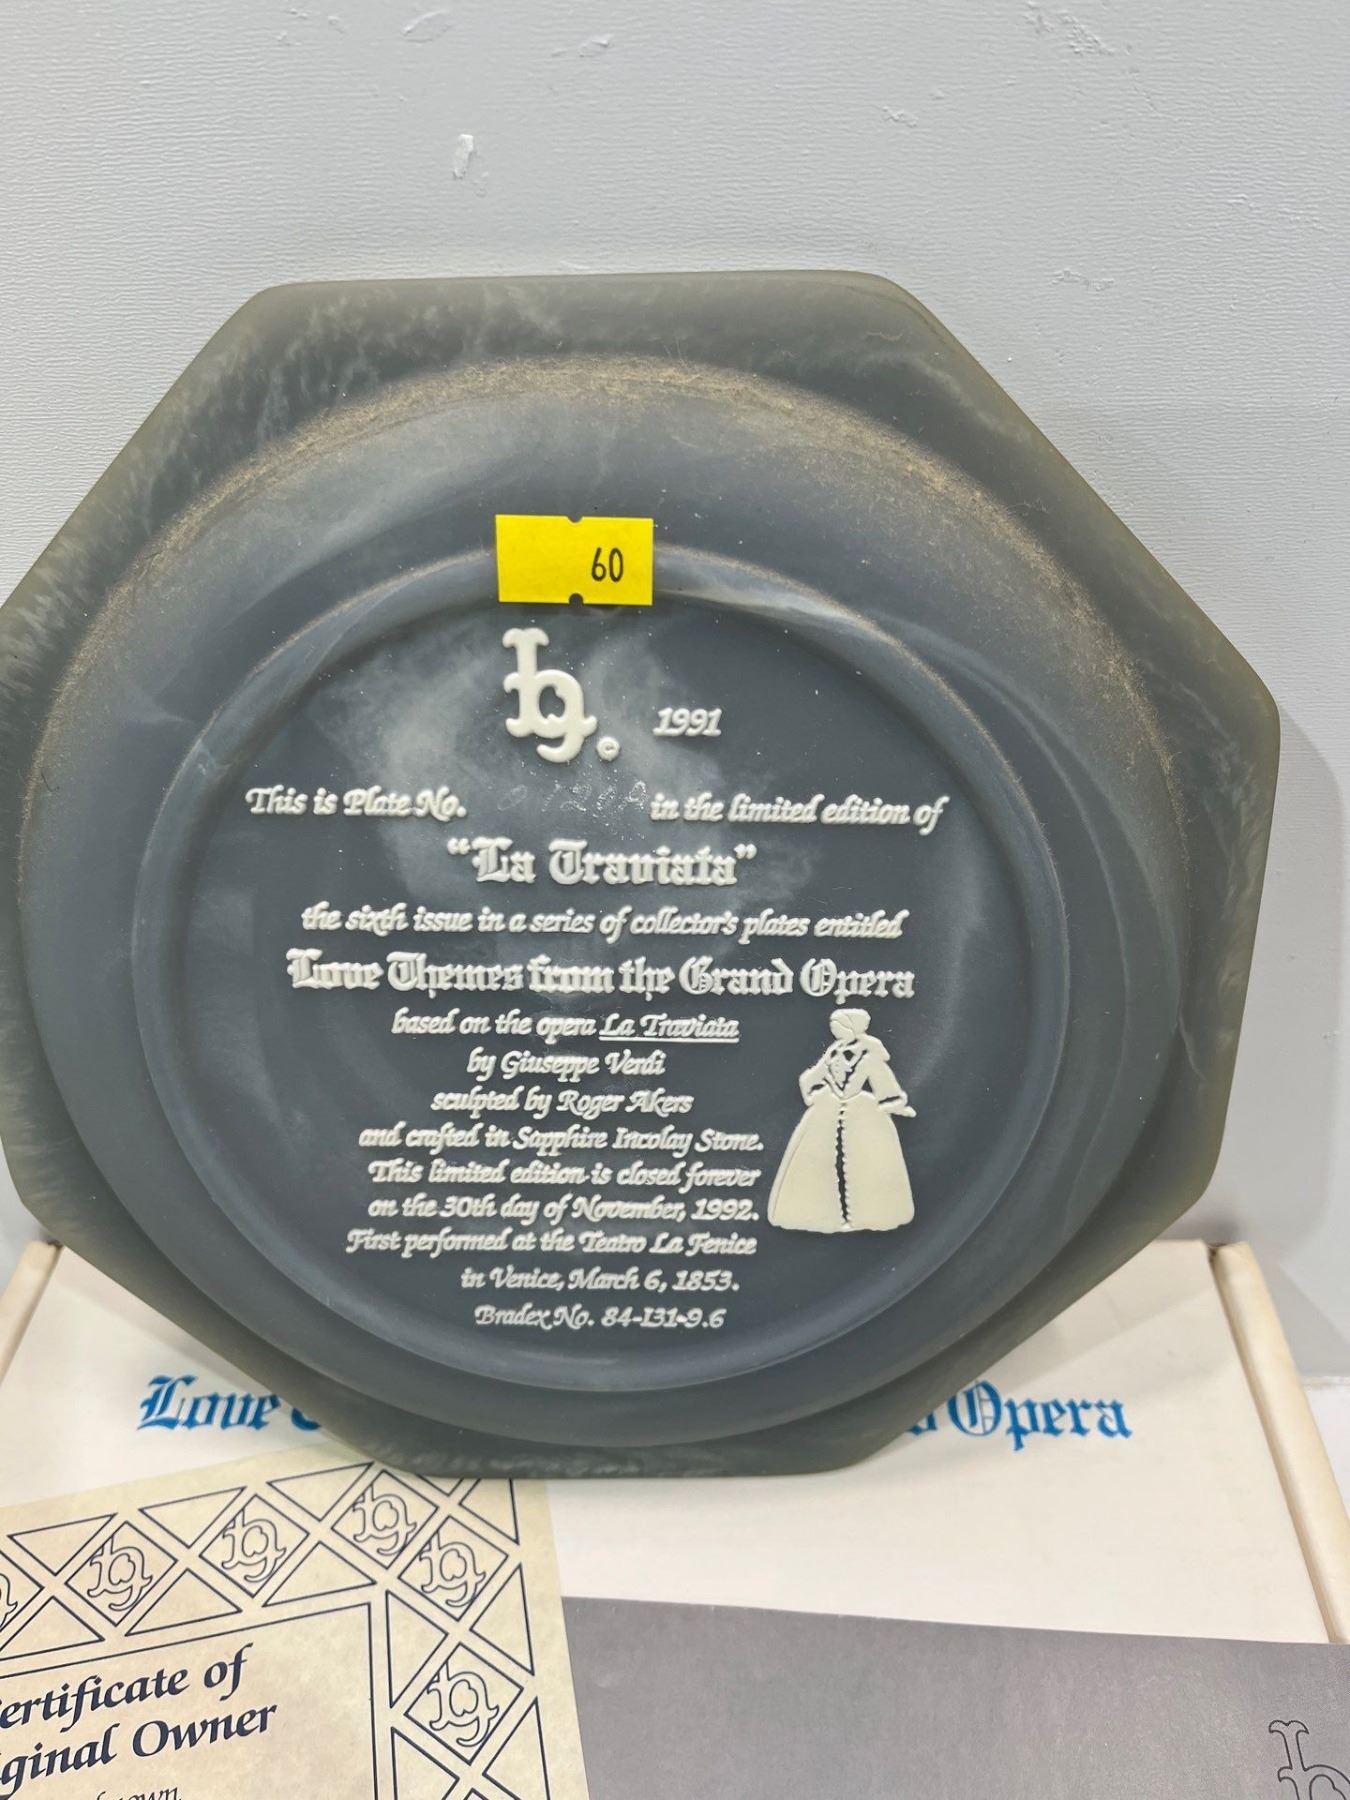 60
© 1991
This is Plate No. in the limited edition of
"La Traviata"
the sixth issue in a series of collector's plates entitled
Love Themes from the Grand Opera
based on the opera La Traviata
by Giuseppe Verdi
sculpted by Roger Akers
and crafted in Sapphire Incolay Stone.
This limited edition is closed forever
on the 30th day of November, 1992.
First performed at the Teatro La Fenice
in Venice, March 6, 1853.
Bradex No. 84-I31-9.6
Love Opera
ertificate of
iginal Owner